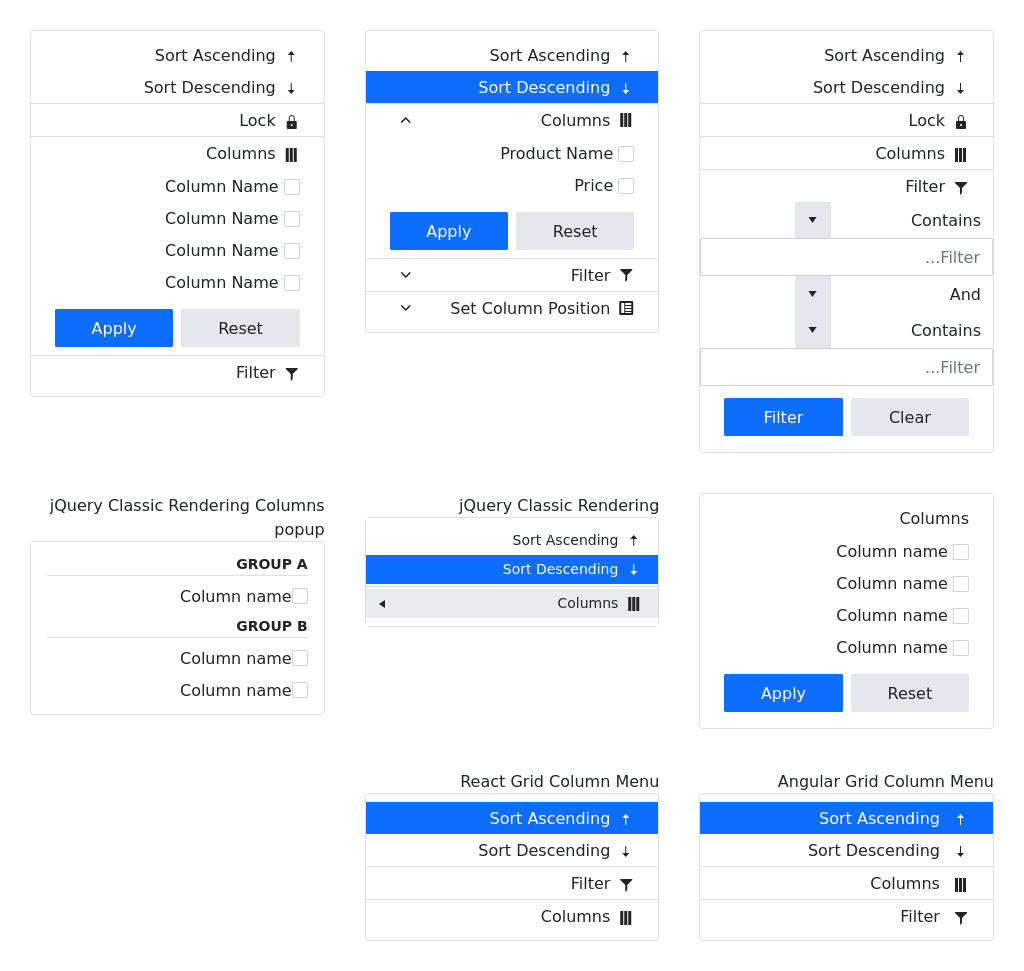 Sort Ascending
Sort Descending
Lock
Columns
Column Name
Column Name
Column Name
Column Name
Apply Reset
Filter
Sort Ascending
Sort Descending
Columns
Product Name
Price
Apply Reset
Filter
Set Column Position
Sort Ascending
Sort Descending
Lock
Columns
Filter
Contains
...Filter
And
Contains
...Filter
Filter Clear
jQuery Classic Rendering Columns
popup
GROUP A
Column name
GROUP B
Column name
Column name
jQuery Classic Rendering
Sort Ascending
Sort Descending
Columns
Columns
Column name
Column name
Column name
Column name
Apply Reset
React Grid Column Menu
Sort Ascending
Sort Descending
Filter
Columns
Angular Grid Column Menu
Sort Ascending
Sort Descending
Columns
Filter